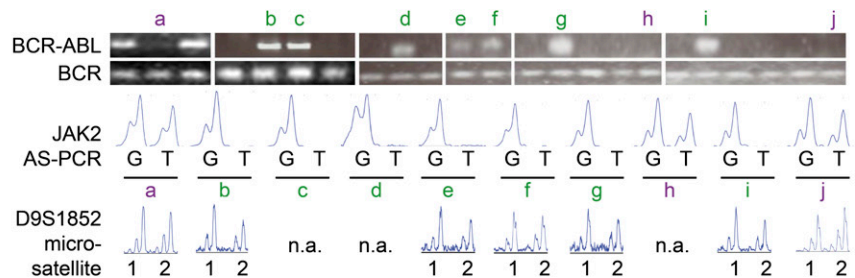 a b c d e f g h i j
BCR-ABL
BCR
JAK2
AS-PCR G T G T G T G T G T G T G T G T G T G T
a b c d e f g h i j
D9S1852
micro- n.a. n.a. n.a.
satellite 1 2 1 2 1 2 1 2 1 2 1 2 1 2